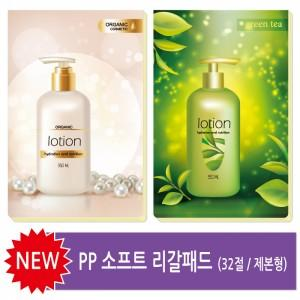 ORGANIC
COSMETIC
ORGANIC
lotion
hydration and nutrition
green tea
lotion
hydration and nutrition
NEW
PP 소프트 리갈패드 (32절 / 제본형)